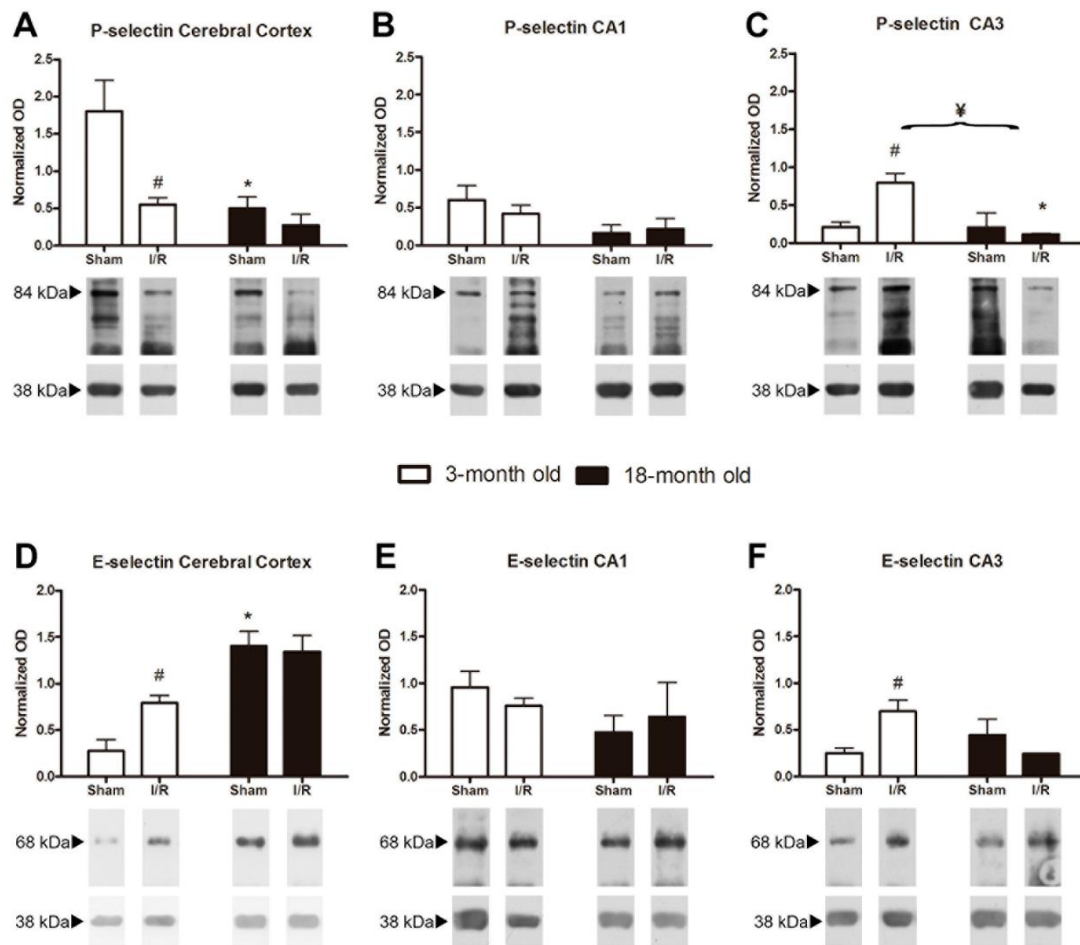 A
P-selectin Cerebral Cortex
Normalized OD
2.5
2.0
1.5
1.0
0.5
0.0
#
*
Sham I/R Sham I/R
84 kDa
38 kDa
B
P-selectin CA1
Normalized OD
2.5
2.0
1.5
1.0
0.5
0.0
Sham I/R Sham I/R
84 kDa
38 kDa
C
P-selectin CA3
Normalized OD
2.5
2.0
1.5
1.0
0.5
0.0
¥
#
*
Sham I/R Sham I/R
84 kDa
38 kDa
3-month old 18-month old
D
E-selectin Cerebral Cortex
Normalized OD
2.0
1.5
1.0
0.5
0.0
#
*
Sham I/R Sham I/R
68 kDa
38 kDa
E
E-selectin CA1
Normalized OD
2.0
1.5
1.0
0.5
0.0
Sham I/R Sham I/R
68 kDa
38 kDa
F
E-selectin CA3
Normalized OD
2.0
1.5
1.0
0.5
0.0
#
Sham I/R Sham I/R
68 kDa
38 kDa